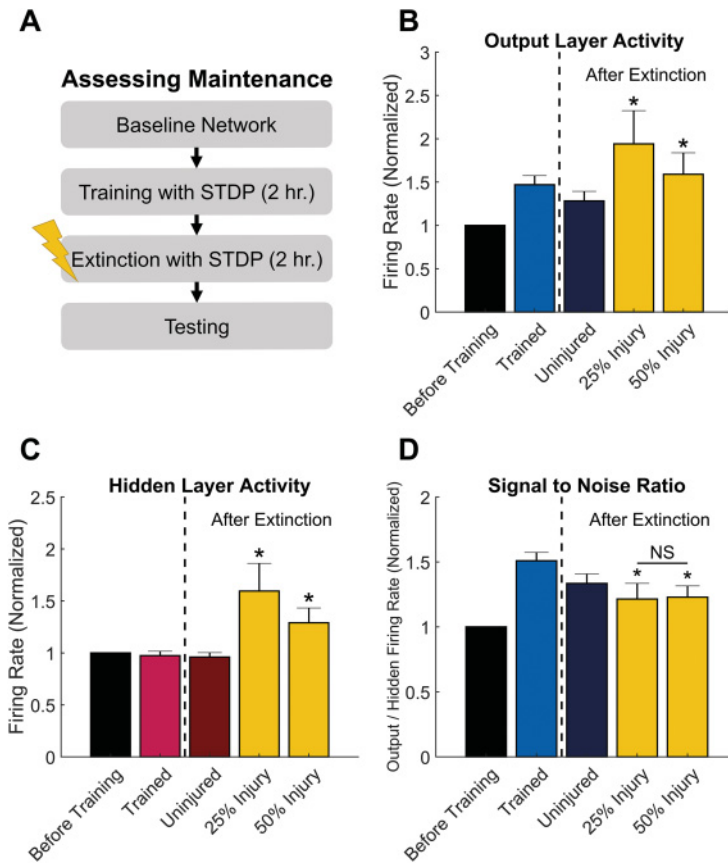 A
Assessing Maintenance
Baseline Network
Training with STDP (2 hr.)
Extinction with STDP (2 hr.)
Testing
B
Output Layer Activity
After Extinction
Firing Rate (Normalized)
3
2.5
2
1.5
1
0.5
0
*
*
Before Training
Trained
Uninjured
25% Injury
50% Injury
C
Hidden Layer Activity
After Extinction
Firing Rate (Normalized)
2.5
2
1.5
1
0.5
0
*
*
Before Training
Trained
Uninjured
25% Injury
50% Injury
D
Signal to Noise Ratio
After Extinction
Output / Hidden Firing Rate (Normalized)
2
1.5
1
0.5
0
NS
*
*
Before Training
Trained
Uninjured
25% Injury
50% Injury